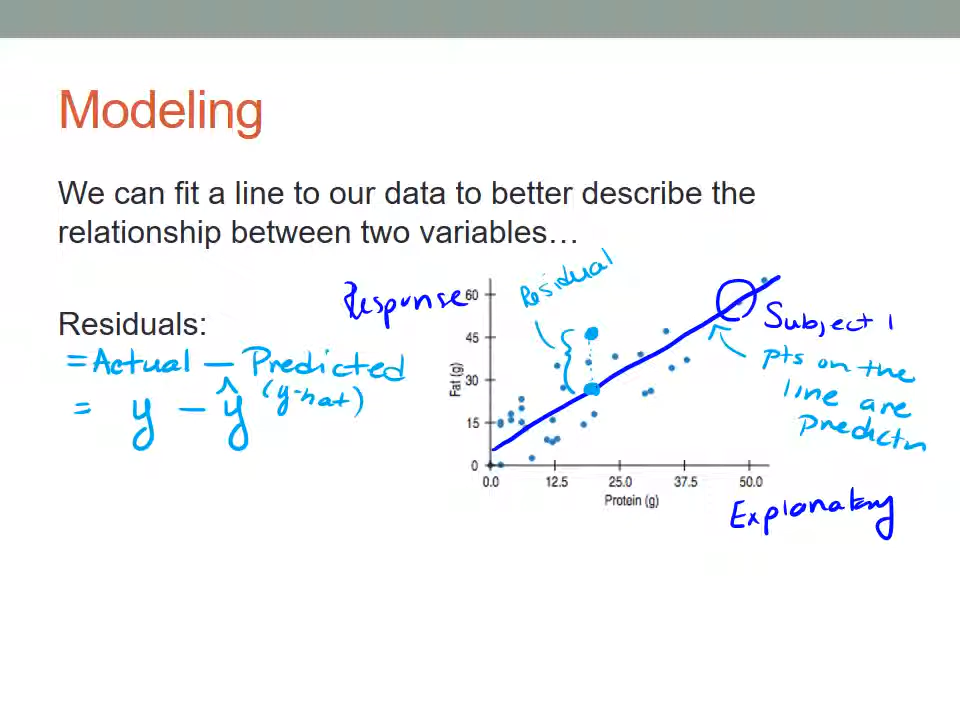 Modeling
We can fit a line to our data to better describe the
relationship between two variables…
Residuals:
= Actual — Predicted
= y — ŷ (y-hat)
Response
Residual
Subject 1
pts on the
line are
predictn
60
45
30
15
0
Fat (g)
0.0 12.5 25.0 37.5 50.0
Protein (g)
Explanatory